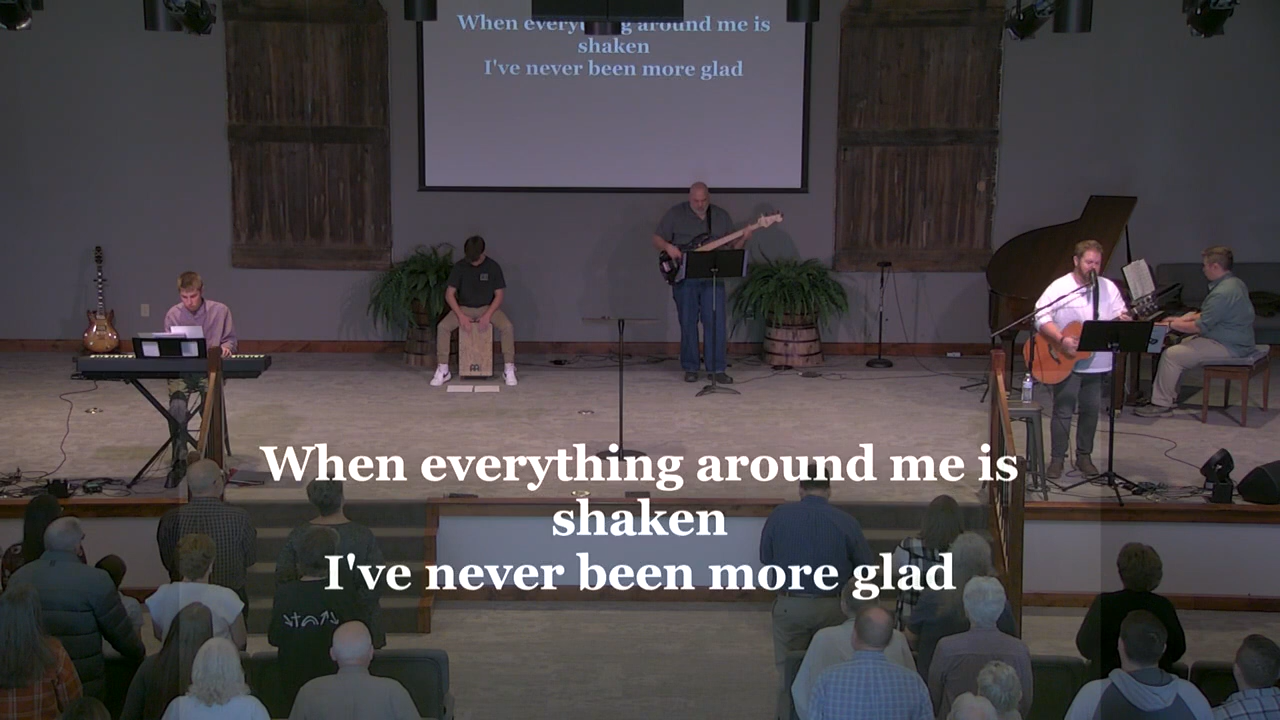 When everything around me is
shaken
I've never been more glad
When everything around me is
shaken
I've never been more glad